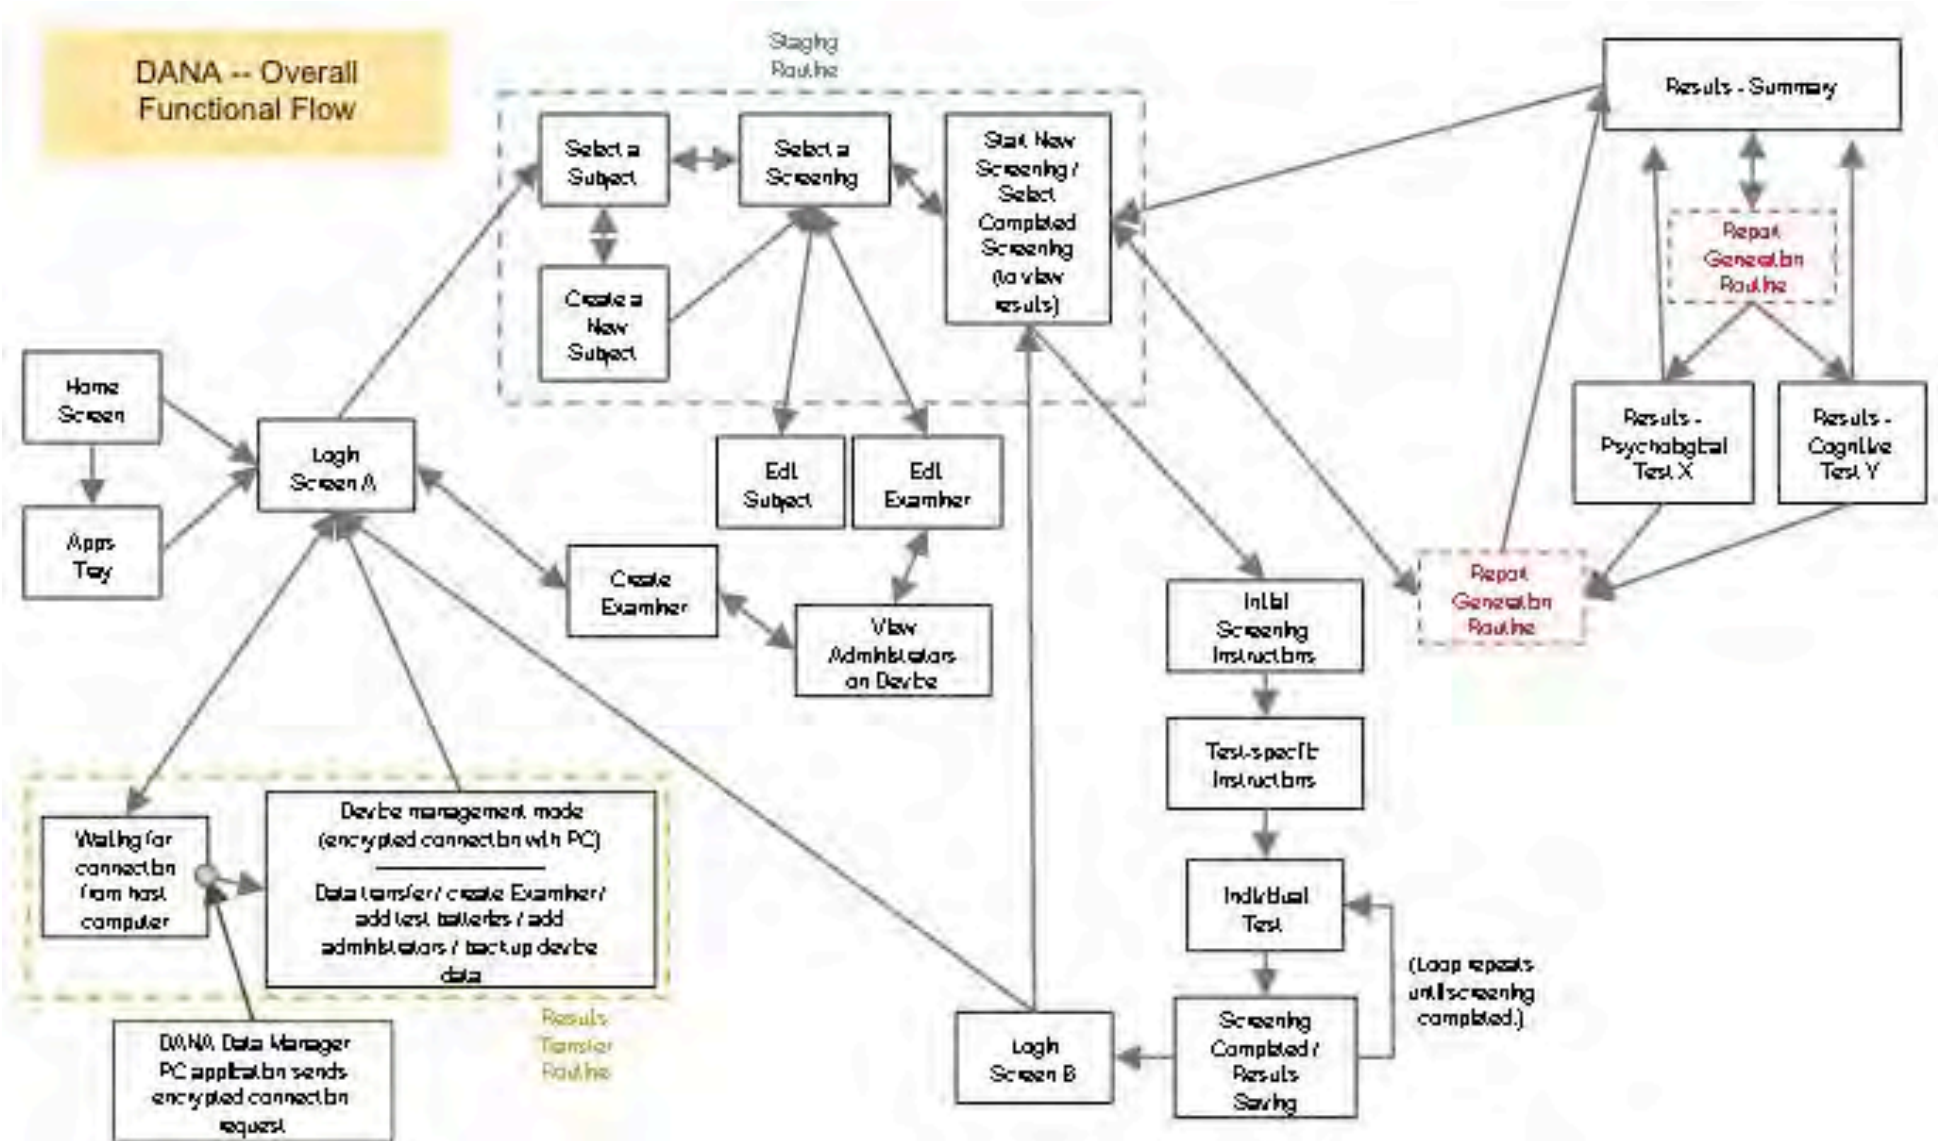 DANA -- Overall
Functional Flow
Staging
Routine
Select a
Subject
Select a
Screening
Start New
Screening /
Select
Completed
Screening
(to view
results)
Create a
New
Subject
Results - Summary
Report
Generation
Routine
Home
Screen
Apps
Tray
Login
Screen A
Edit
Subject
Edit
Examiner
Results -
Psychological
Test X
Results -
Cognitive
Test Y
Create
Examiner
View
Administrators
on Device
Initial
Screening
Instructions
Report
Generation
Routine
Test-specific
Instructions
Waiting for
connection
from host
computer
Device management mode
(encrypted connection with PC)
Data transfer / create Examiner /
add test batteries / add
administrators / back up device
data
Individual
Test
(Loop repeats
until screening
completed.)
Screening
Completed /
Results
Saving
Login
Screen B
Results
Transfer
Routine
DANA Data Manager
PC application sends
encrypted connection
request